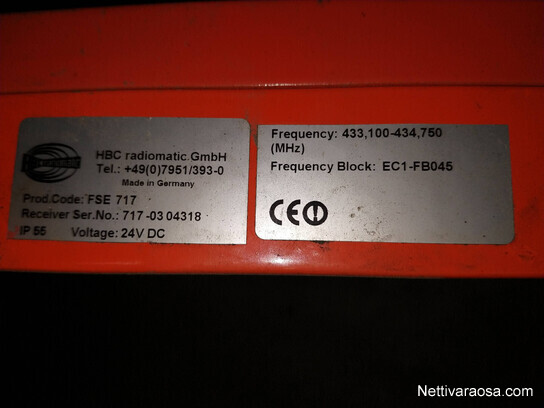 HBC radiomatic GmbH
Tel.: +49(0)7951/393-0
Made in Germany
Prod.Code: FSE 717
Receiver Ser.No.: 717-03 04318
IP 55 Voltage: 24V DC
Frequency: 433,100-434,750
(MHz)
Frequency Block: EC1-FB045
CE
Nettivaraosa.com